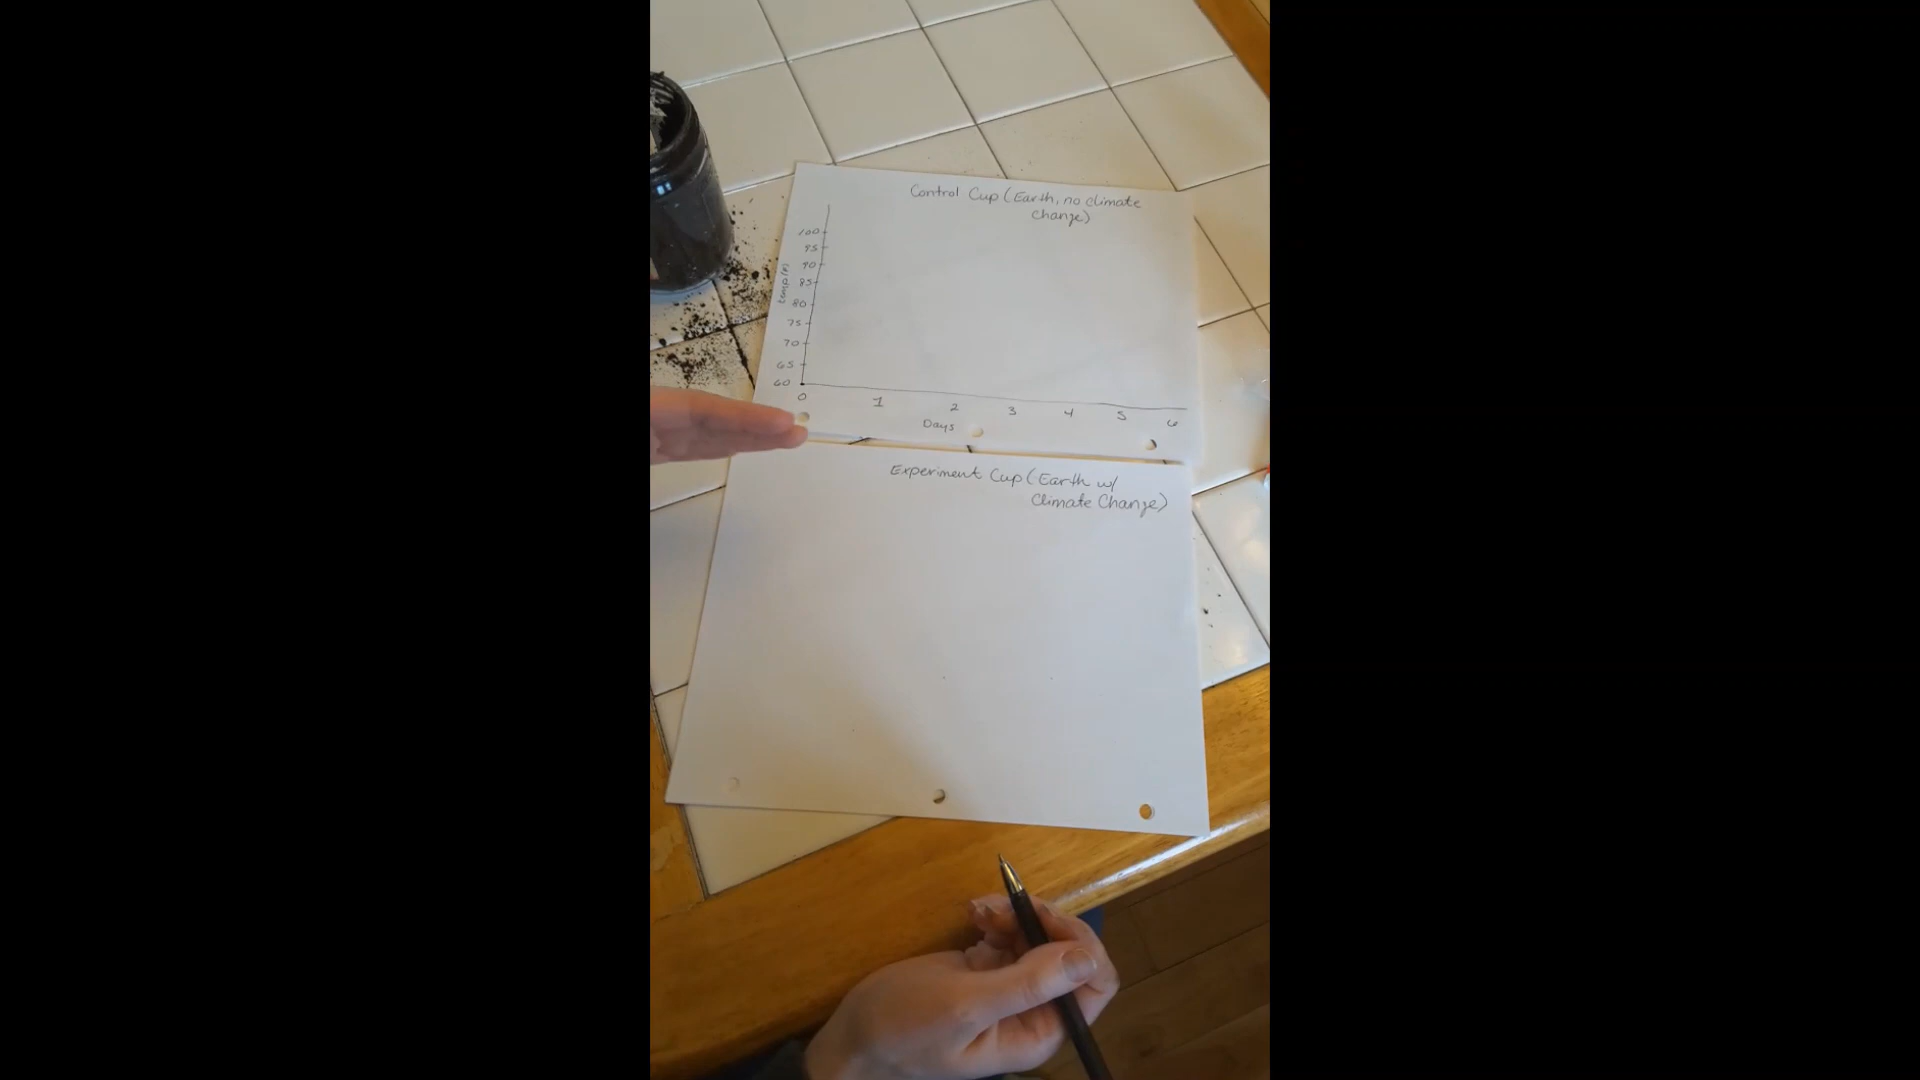 Control Cup (Earth, no climate
change)
100
95
90
85
80
75
70
65
60
temp(F)
0 1 2 3 4 5 6
Days
Experiment Cup (Earth w/
Climate Change)